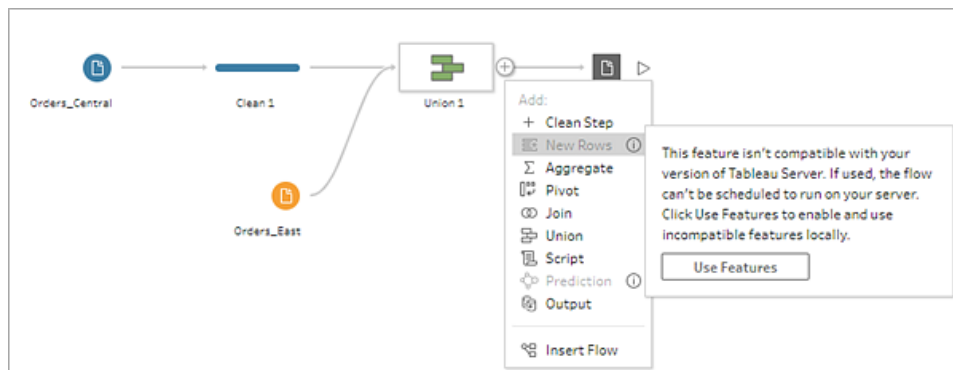 Orders_Central
Clean 1
Union 1
Orders_East
Add:
Clean Step
New Rows
Aggregate
Pivot
Join
Union
Script
Prediction
Output
Insert Flow
This feature isn't compatible with your
version of Tableau Server. If used, the flow
can't be scheduled to run on your server.
Click Use Features to enable and use
incompatible features locally.
Use Features